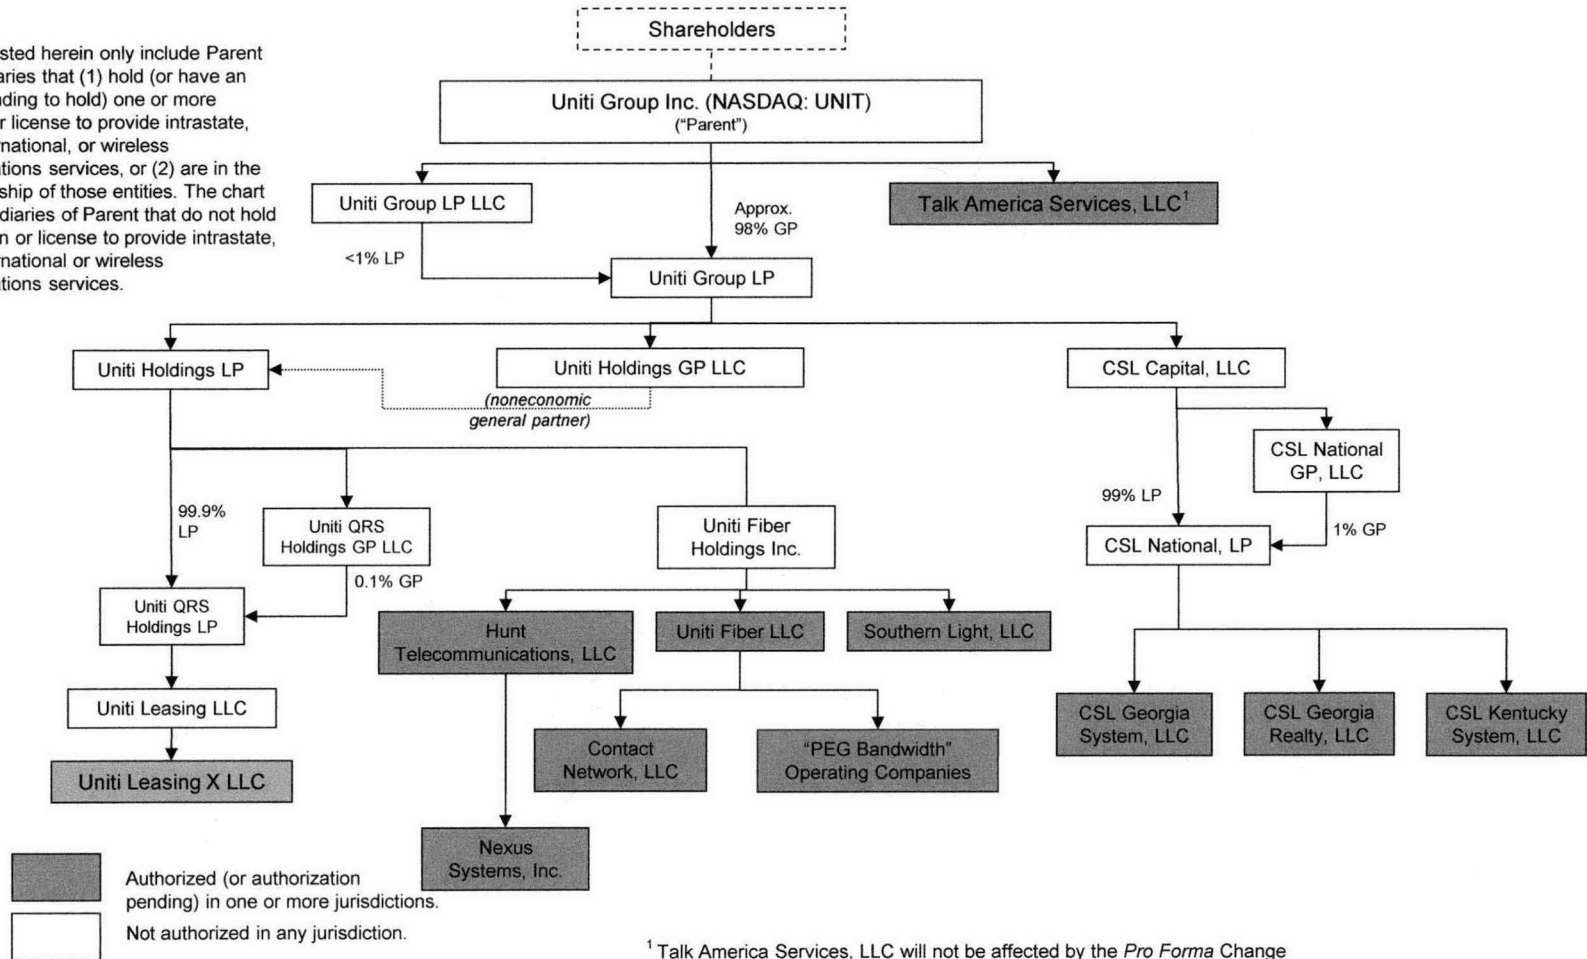 Shareholders
sted herein only include Parent
aries that (1) hold (or have an
nding to hold) one or more
r license to provide intrastate,
rnational, or wireless
ations services, or (2) are in the
ship of those entities. The chart
diaries of Parent that do not hold
n or license to provide intrastate,
rnational or wireless
ations services.
Uniti Group Inc. (NASDAQ: UNIT)
("Parent")
Uniti Group LP LLC
Approx.
98% GP
Talk America Services, LLC¹
<1% LP
Uniti Group LP
Uniti Holdings LP
Uniti Holdings GP LLC
CSL Capital, LLC
(noneconomic
general partner)
CSL National
GP, LLC
99.9%
LP
Uniti QRS
Holdings GP LLC
Uniti Fiber
Holdings Inc.
99% LP
CSL National, LP
1% GP
0.1% GP
Uniti QRS
Holdings LP
Hunt
Telecommunications, LLC
Uniti Fiber LLC
Southern Light, LLC
Uniti Leasing LLC
CSL Georgia
System, LLC
CSL Georgia
Realty, LLC
CSL Kentucky
System, LLC
Contact
Network, LLC
"PEG Bandwidth"
Operating Companies
Uniti Leasing X LLC
Nexus
Systems, Inc.
Authorized (or authorization
pending) in one or more jurisdictions.
Not authorized in any jurisdiction.
¹ Talk America Services, LLC will not be affected by the Pro Forma Change